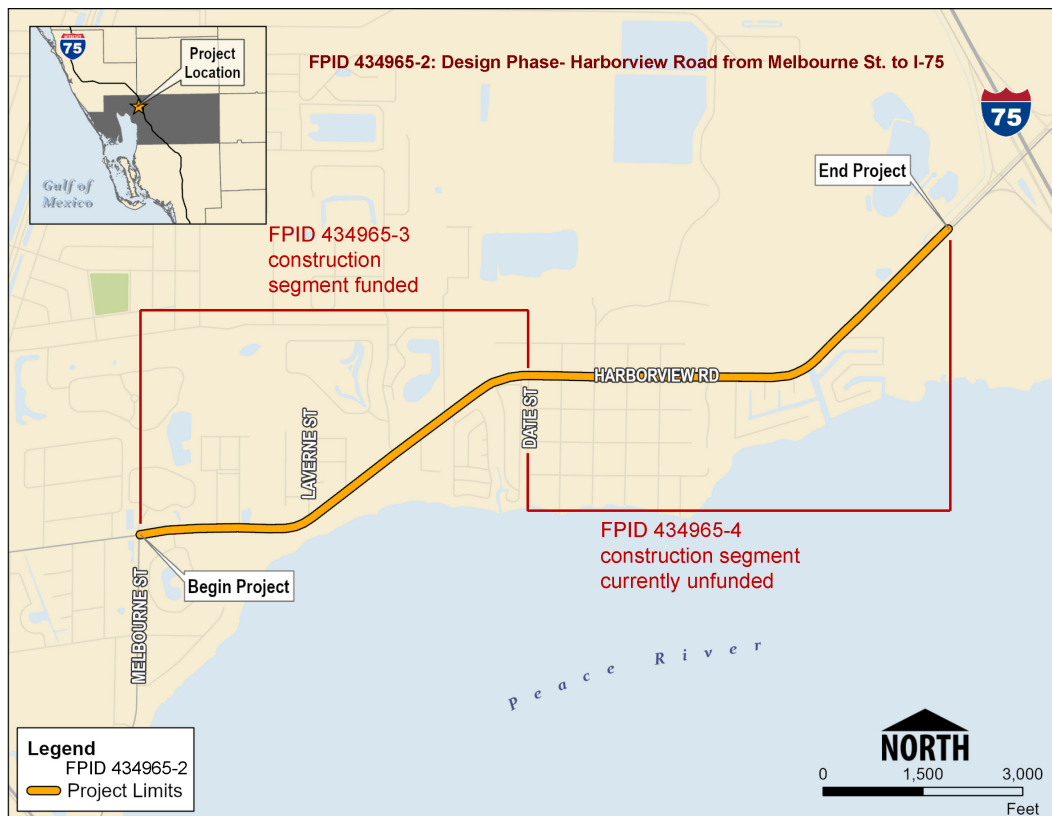 FPID 434965-2: Design Phase- Harborview Road from Melbourne St. to I-75
75
Project
Location
Gulf of
Mexico
75
End Project
FPID 434965-3
construction
segment funded
HARBORVIEW RD
LAVERNE ST
DATE ST
FPID 434965-4
construction segment
currently unfunded
Begin Project
MELBOURNE ST
Peace River
Legend
FPID 434965-2
Project Limits
NORTH
0 1,500 3,000
Feet